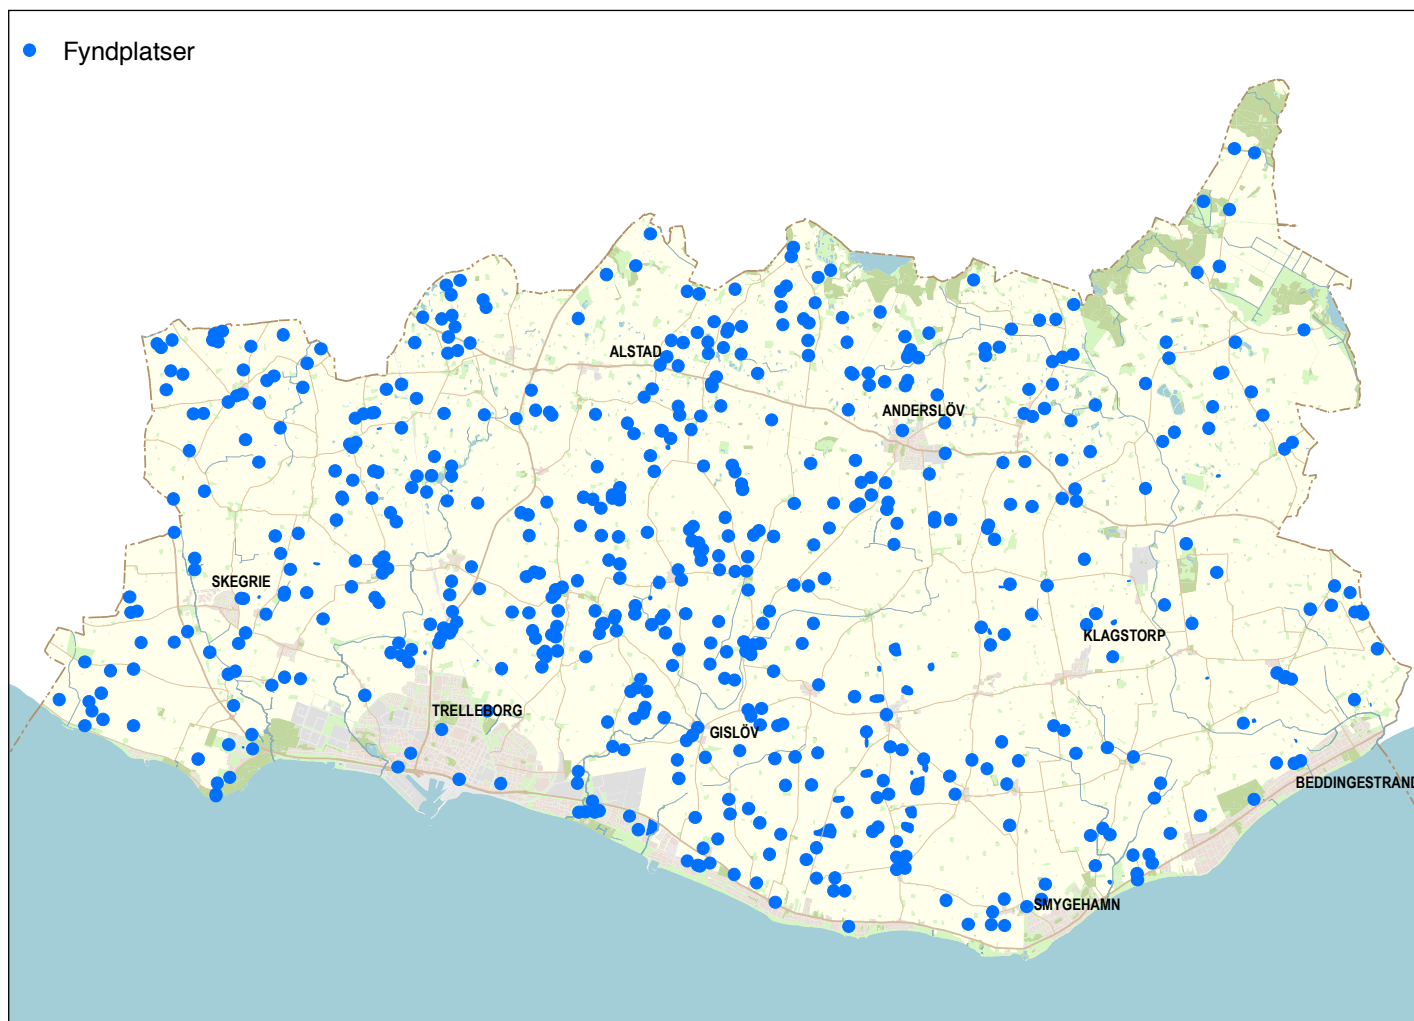 Fyndplatser
ALSTAD
ANDERSLÖV
SKEGRIE
KLAGSTORP
TRELLEBORG
GISLÖV
BEDDINGESTRAND
SMYGEHAMN